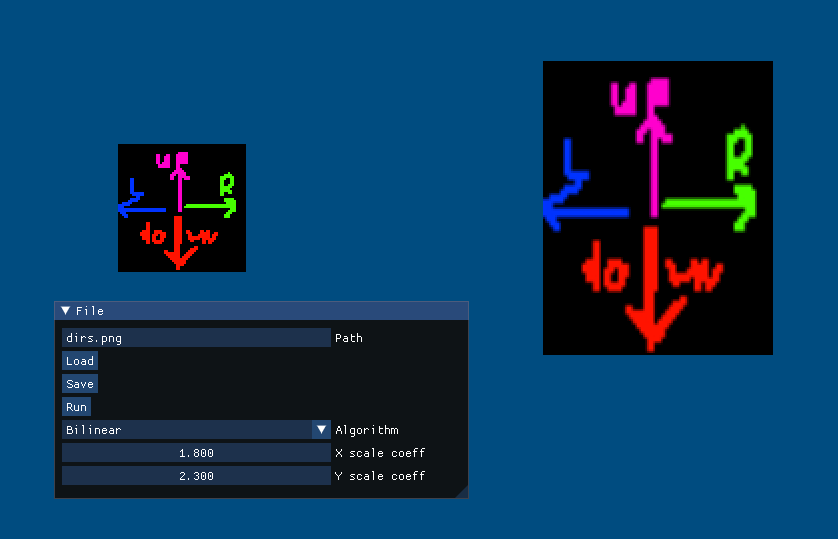 up
L
R
do wn
up
L
R
do wn
File
dirs.png Path
Load
Save
Run
Bilinear Algorithm
1.800 X scale coeff
2.300 Y scale coeff